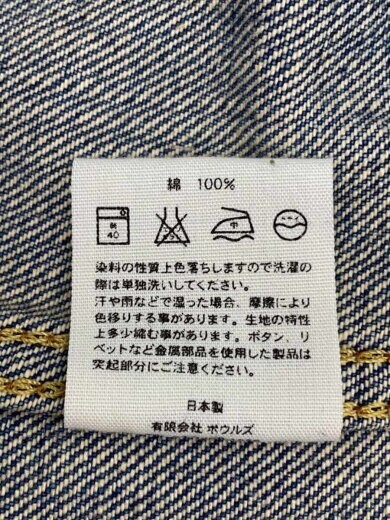 綿 100%
弱
40
中
ドライ
染料の性質上色落ちしますので洗濯の
際は単独洗いしてください。
汗や雨などで湿った場合、摩擦により
色移りする事があります。生地の特性
上多少縮む事があります。ボタン、リ
ベットなど金属部品を使用した製品は
突起部分にご注意ください。
日本製
有限会社 ボウルズ